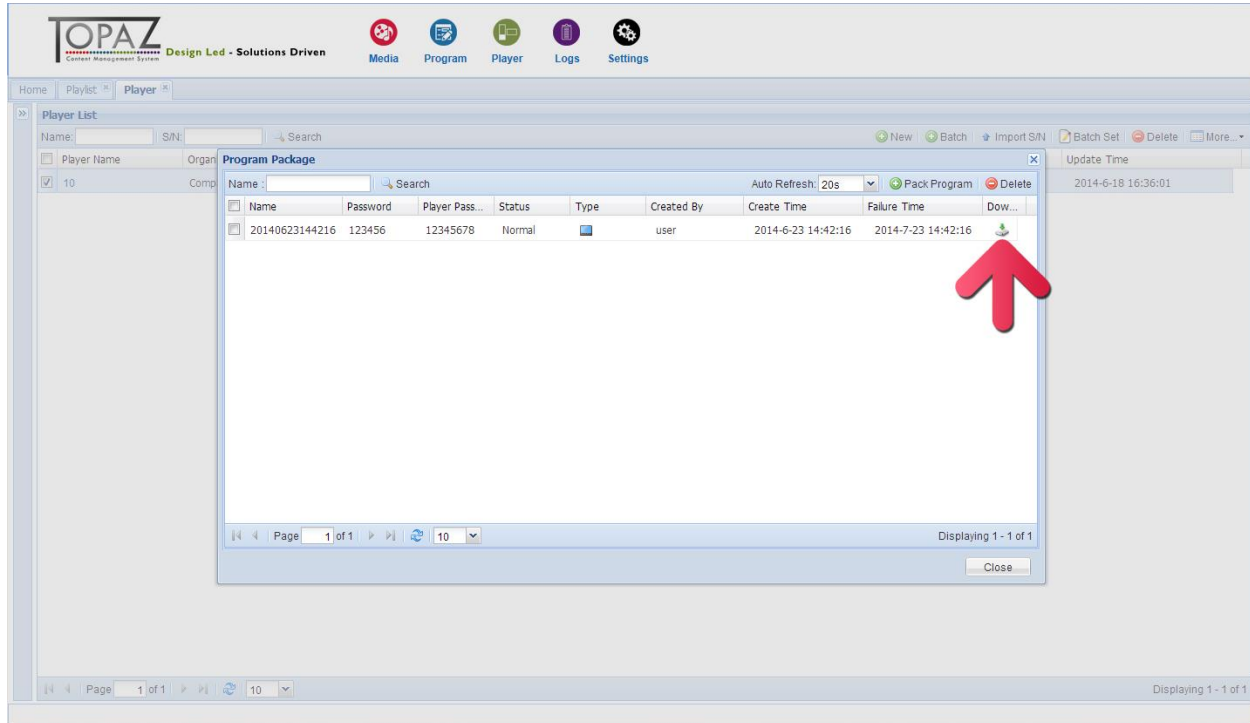 TOPAZ
Content Management System
Design Led - Solutions Driven
Media Program Player Logs Settings
Home Playlist Player
Player List
Name: S/N: Search New Batch Import S/N Batch Set Delete More...
Player Name Organ Update Time
10 Comp 2014-6-18 16:36:01
Program Package
Name : Search Auto Refresh: 20s Pack Program Delete
Name Password Player Pass... Status Type Created By Create Time Failure Time Dow...
20140623144216 123456 12345678 Normal user 2014-6-23 14:42:16 2014-7-23 14:42:16
Page 1 of 1 10 Displaying 1 - 1 of 1
Close
Page 1 of 1 10 Displaying 1 - 1 of 1